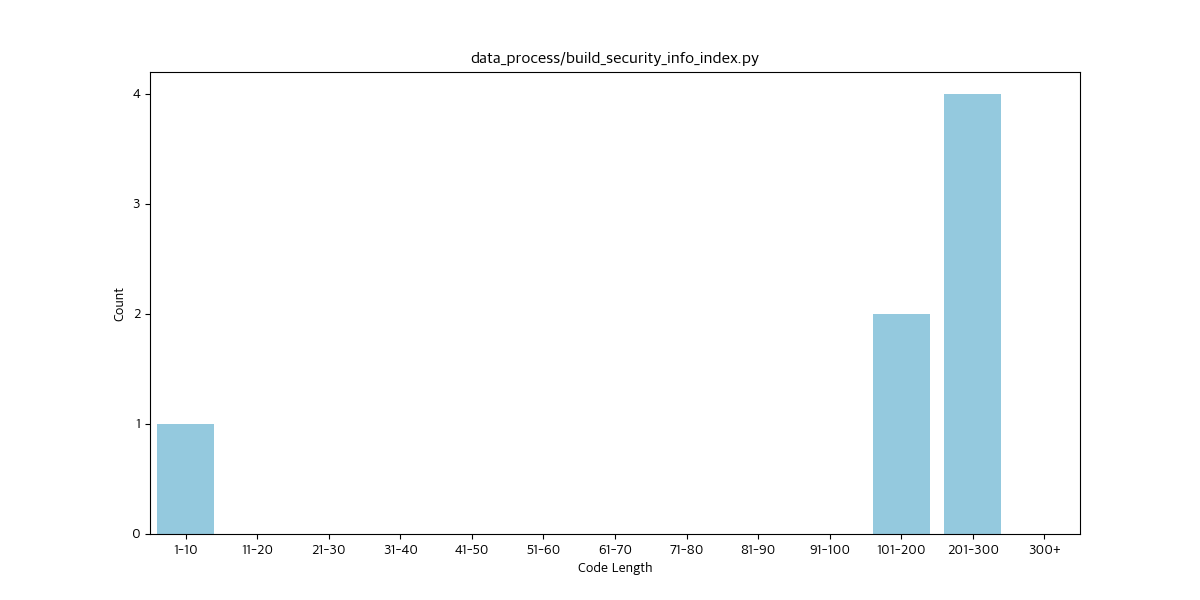 data_process/build_security_info_index.py
4
3
2
1
0
Count
1-10 11-20 21-30 31-40 41-50 51-60 61-70 71-80 81-90 91-100 101-200 201-300 300+
Code Length